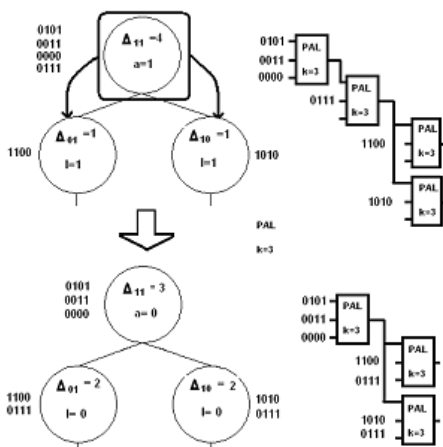 0101
0011
0000
0111
Δ11 =4
a=1
Δ01 =1
l=1
1100
Δ10 =1
l=1
1010
0101
0011
0000
PAL
k=3
0111
PAL
k=3
1100
PAL
k=3
1010
PAL
k=3
PAL
k=3
0101
0011
0000
Δ11 = 3
a= 0
1100
0111
Δ01 = 2
l= 0
Δ10 = 2
l= 0
1010
0111
0101
0011
0000
PAL
k=3
1100
0111
PAL
k=3
1010
0111
PAL
k=3